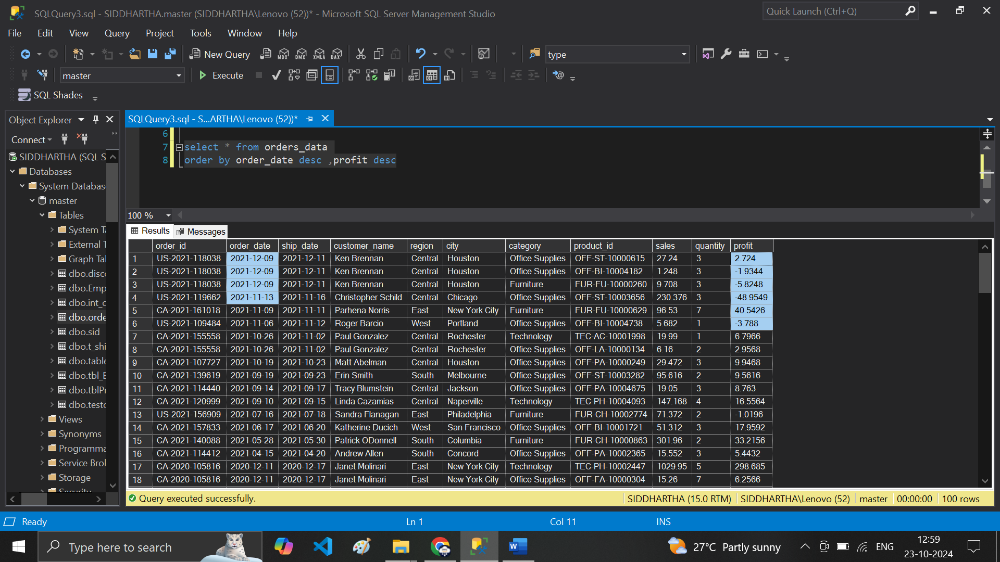 SQLQuery3.sql - SIDDHARTHA.master (SIDDHARTHA\Lenovo (52))* - Microsoft SQL Server Management Studio
Quick Launch (Ctrl+Q)
File Edit View Query Project Tools Window Help
New Query MDX DMX XMLA DAX type
master Execute
SQL Shades
Object Explorer
SQLQuery3.sql - S...ARTHA\Lenovo (52))*
Connect
SIDDHARTHA (SQL S
Databases
System Databas
master
Tables
System Ta
External T
Graph Tal
dbo.disco
dbo.Emp
dbo.int_c
dbo.orde
dbo.sid
dbo.t_shi
dbo.table
dbo.tbl_E
dbo.tblPr
dbo.testc
Views
Synonyms
Programma
Service Brol
Storage
Security
6
7 select * from orders_data
8 order by order_date desc ,profit desc
100 %
Results Messages
order_id order_date ship_date customer_name region city category product_id sales quantity profit
1 US-2021-118038 2021-12-09 2021-12-11 Ken Brennan Central Houston Office Supplies OFF-ST-10000615 27.24 3 2.724
2 US-2021-118038 2021-12-09 2021-12-11 Ken Brennan Central Houston Office Supplies OFF-BI-10004182 1.248 3 -1.9344
3 US-2021-118038 2021-12-09 2021-12-11 Ken Brennan Central Houston Furniture FUR-FU-10000260 9.708 3 -5.8248
4 US-2021-119662 2021-11-13 2021-11-16 Christopher Schild Central Chicago Office Supplies OFF-ST-10003656 230.376 3 -48.9549
5 CA-2021-161018 2021-11-09 2021-11-11 Parhena Norris East New York City Furniture FUR-FU-10000629 96.53 7 40.5426
6 US-2021-109484 2021-11-06 2021-11-12 Roger Barcio West Portland Office Supplies OFF-BI-10004738 5.682 1 -3.788
7 CA-2021-155558 2021-10-26 2021-11-02 Paul Gonzalez Central Rochester Technology TEC-AC-10001998 19.99 1 6.7966
8 CA-2021-155558 2021-10-26 2021-11-02 Paul Gonzalez Central Rochester Office Supplies OFF-LA-10000134 6.16 2 2.9568
9 CA-2021-107727 2021-10-19 2021-10-23 Matt Abelman Central Houston Office Supplies OFF-PA-10000249 29.472 3 9.9468
10 CA-2021-139619 2021-09-19 2021-09-23 Erin Smith South Melbourne Office Supplies OFF-ST-10003282 95.616 2 9.5616
11 CA-2021-114440 2021-09-14 2021-09-17 Tracy Blumstein Central Jackson Office Supplies OFF-PA-10004675 19.05 3 8.763
12 CA-2021-120999 2021-09-10 2021-09-15 Linda Cazamias Central Naperville Technology TEC-PH-10004093 147.168 4 16.5564
13 US-2021-156909 2021-07-16 2021-07-18 Sandra Flanagan East Philadelphia Furniture FUR-CH-10002774 71.372 2 -1.0196
14 CA-2021-157833 2021-06-17 2021-06-20 Katherine Ducich West San Francisco Office Supplies OFF-BI-10001721 51.312 3 17.9592
15 CA-2021-140088 2021-05-28 2021-05-30 Patrick ODonnell South Columbia Furniture FUR-CH-10000863 301.96 2 33.2156
16 CA-2021-114412 2021-04-15 2021-04-20 Andrew Allen South Concord Office Supplies OFF-PA-10002365 15.552 3 5.4432
17 CA-2020-105816 2020-12-11 2020-12-17 Janet Molinari East New York City Technology TEC-PH-10002447 1029.95 5 298.685
18 CA-2020-105816 2020-12-11 2020-12-17 Janet Molinari East New York City Office Supplies OFF-FA-10000304 15.26 7 6.2566
Query executed successfully. SIDDHARTHA (15.0 RTM) SIDDHARTHA\Lenovo (52) master 00:00:00 100 rows
Ready Ln 1 Col 11 INS
Type here to search
27°C Partly sunny ENG
12:59
23-10-2024